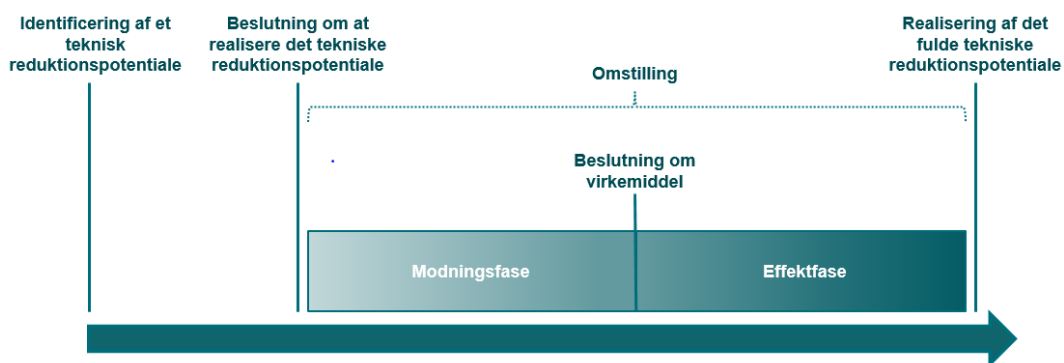 Identificering af et
teknisk
reduktionspotentiale
Beslutning om at
realisere det tekniske
reduktionspotentiale
Realisering af det
fulde tekniske
reduktionspotentiale
Omstilling
Beslutning om
virkemiddel
Modningsfase
Effektfase